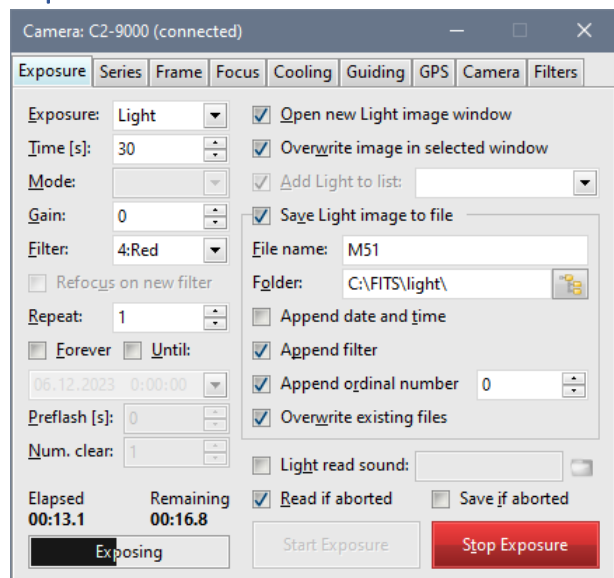 Camera: C2-9000 (connected)
Exposure Series Frame Focus Cooling Guiding GPS Camera Filters
Exposure: Light
Time [s]: 30
Mode:
Gain: 0
Filter: 4:Red
Refocus on new filter
Repeat: 1
Forever Until:
06.12.2023 0:00:00
Preflash [s]: 0
Num. clear: 1
Elapsed Remaining
00:13.1 00:16.8
Exposing
Open new Light image window
Overwrite image in selected window
Add Light to list:
Save Light image to file
File name: M51
Folder: C:\FITS\light\
Append date and time
Append filter
Append ordinal number 0
Overwrite existing files
Light read sound:
Read if aborted Save if aborted
Start Exposure Stop Exposure